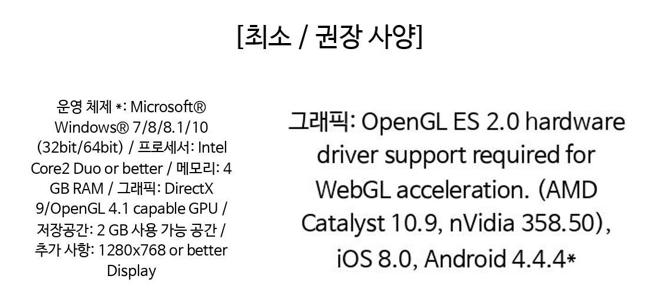 [최소 / 권장 사양]
운영 체제 *: Microsoft®
Windows® 7/8/8.1/10
(32bit/64bit) / 프로세서: Intel
Core2 Duo or better / 메모리: 4
GB RAM / 그래픽: DirectX
9/OpenGL 4.1 capable GPU /
저장공간: 2 GB 사용 가능 공간 /
추가 사항: 1280x768 or better
Display
그래픽: OpenGL ES 2.0 hardware
driver support required for
WebGL acceleration. (AMD
Catalyst 10.9, nVidia 358.50),
iOS 8.0, Android 4.4.4*